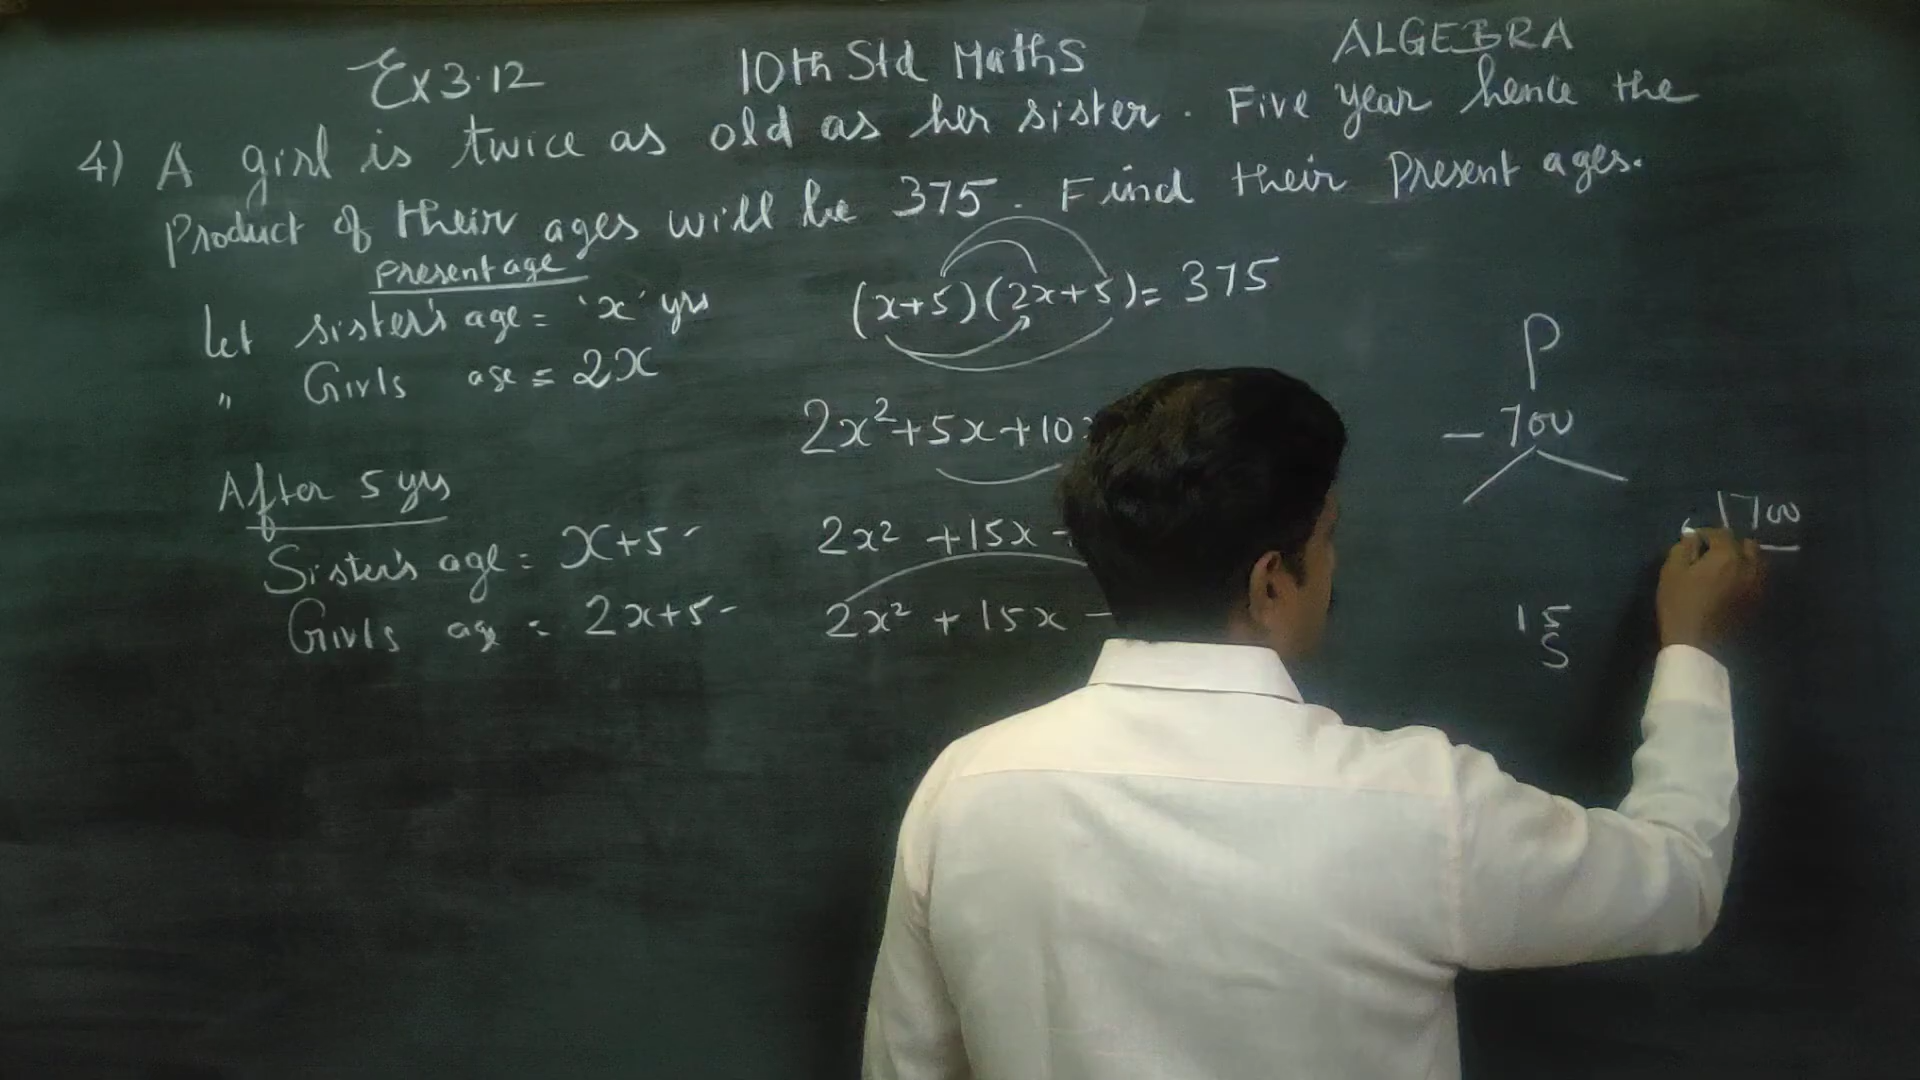 Ex 3.12 10th Std Maths ALGEBRA
4) A girl is twice as old as her sister. Five year hence the
Product of their ages will be 375. Find their Present ages.
Present age
Let sister's age = 'x' yrs
" Girls age = 2x
After 5 yrs
Sister's age = x+5
Girls age = 2x+5
(x+5)(2x+5)= 375
2x²+5x+10
2x² +15x -
2x² + 15x -
P
- 700
15
S
700